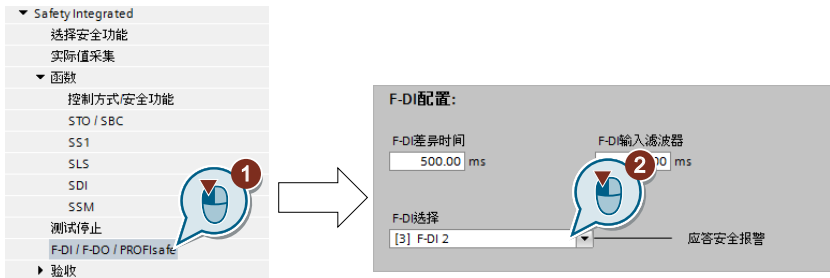 Safety Integrated
选择安全功能
实际值采集
函数
控制方式/安全功能
STO / SBC
SS1
SLS
SDI
SSM
测试停止
F-DI / F-DO / PROFIsafe
验收
1
F-DI配置:
F-DI差异时间
F-DI输入滤波器
500.00 ms
ms
2
F-DI选择
[3] F-DI 2
应答安全报警